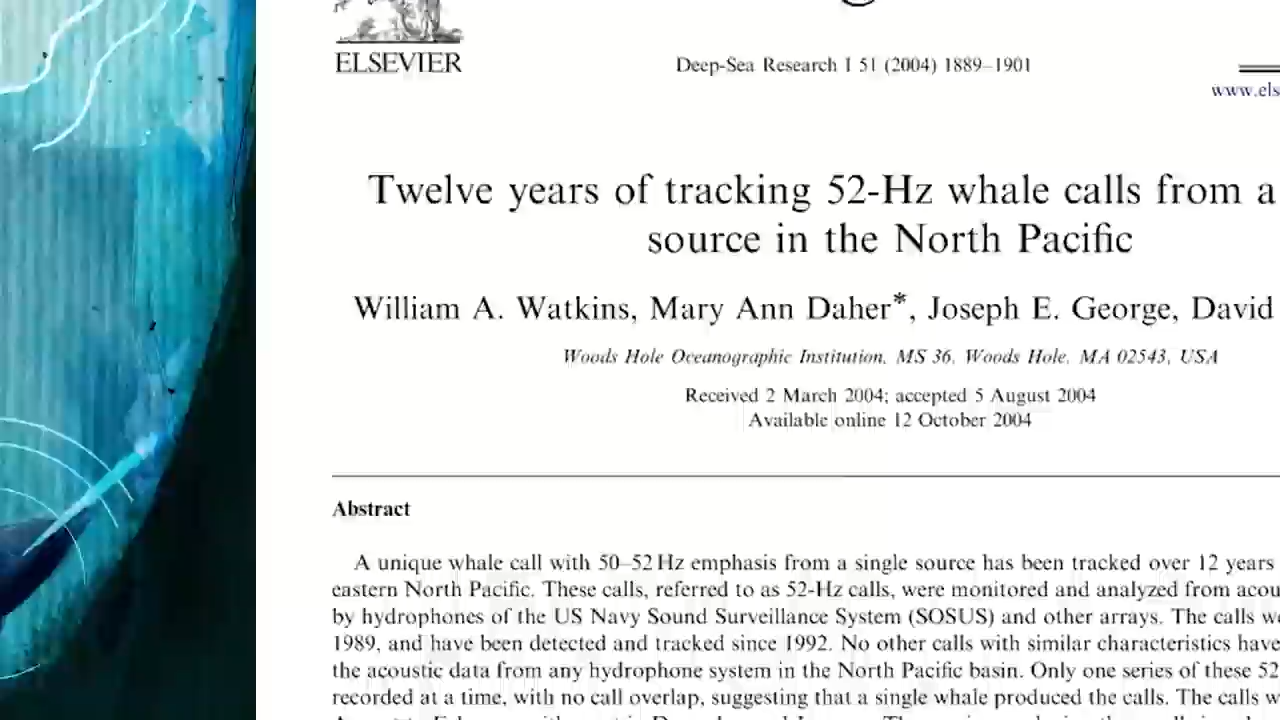 ELSEVIER
Deep-Sea Research I 51 (2004) 1889–1901
www.els
Twelve years of tracking 52-Hz whale calls from a
source in the North Pacific
William A. Watkins, Mary Ann Daher*, Joseph E. George, David
Woods Hole Oceanographic Institution, MS 36, Woods Hole, MA 02543, USA
Received 2 March 2004; accepted 5 August 2004
Available online 12 October 2004
Abstract
A unique whale call with 50–52 Hz emphasis from a single source has been tracked over 12 years
eastern North Pacific. These calls, referred to as 52-Hz calls, were monitored and analyzed from acou
by hydrophones of the US Navy Sound Surveillance System (SOSUS) and other arrays. The calls w
1989, and have been detected and tracked since 1992. No other calls with similar characteristics have
the acoustic data from any hydrophone system in the North Pacific basin. Only one series of these 52
recorded at a time, with no call overlap, suggesting that a single whale produced the calls. The calls w